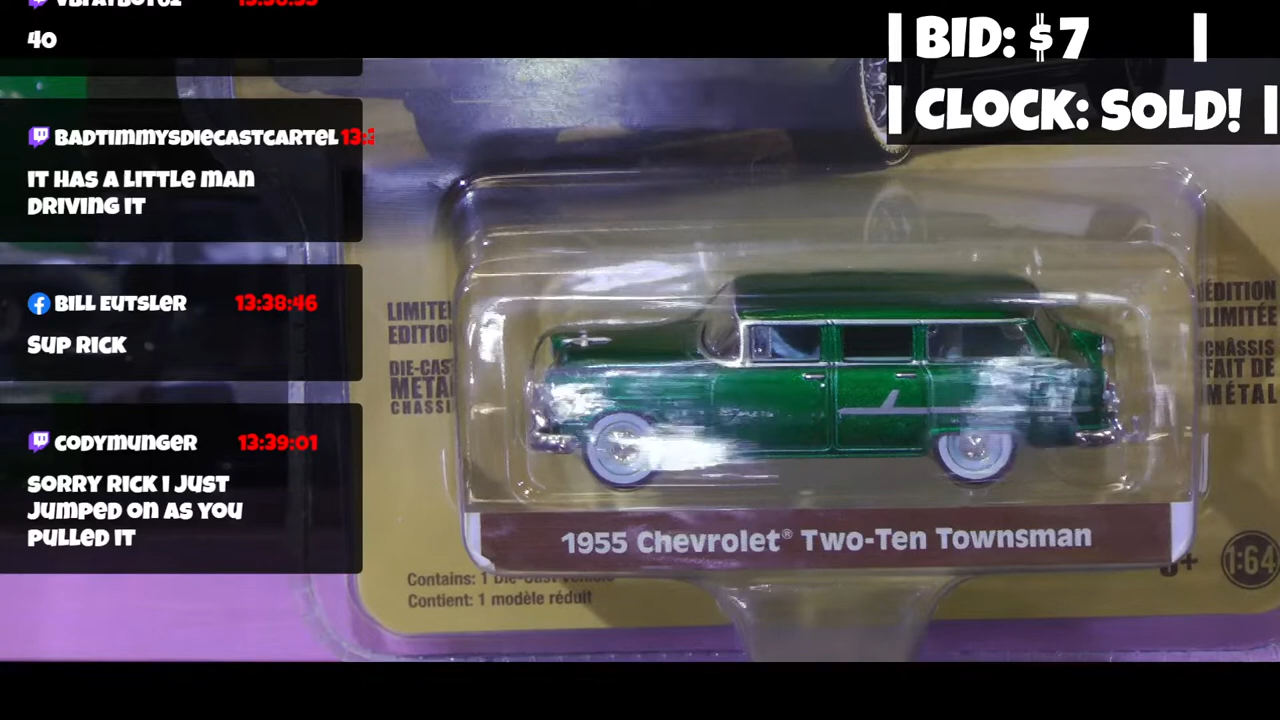 40
BADTIMMYSDIECASTCARTEL
IT HAS A LITTLE MAN
DRIVING IT
BILL EUTSLER 13:38:46
SUP RICK
CODYMUNGER 13:39:01
SORRY RICK I JUST
JUMPED ON AS YOU
PULLED IT
| BID: $7 |
| CLOCK: SOLD! |
LIMITED
EDITION
DIE-CAST
METAL
CHASSIS
ÉDITION
LIMITÉE
CHÂSSIS
FAIT DE
MÉTAL
1955 Chevrolet® Two-Ten Townsman
Contains: 1 Die-Cast Vehicle
Contient: 1 modèle réduit
1:64